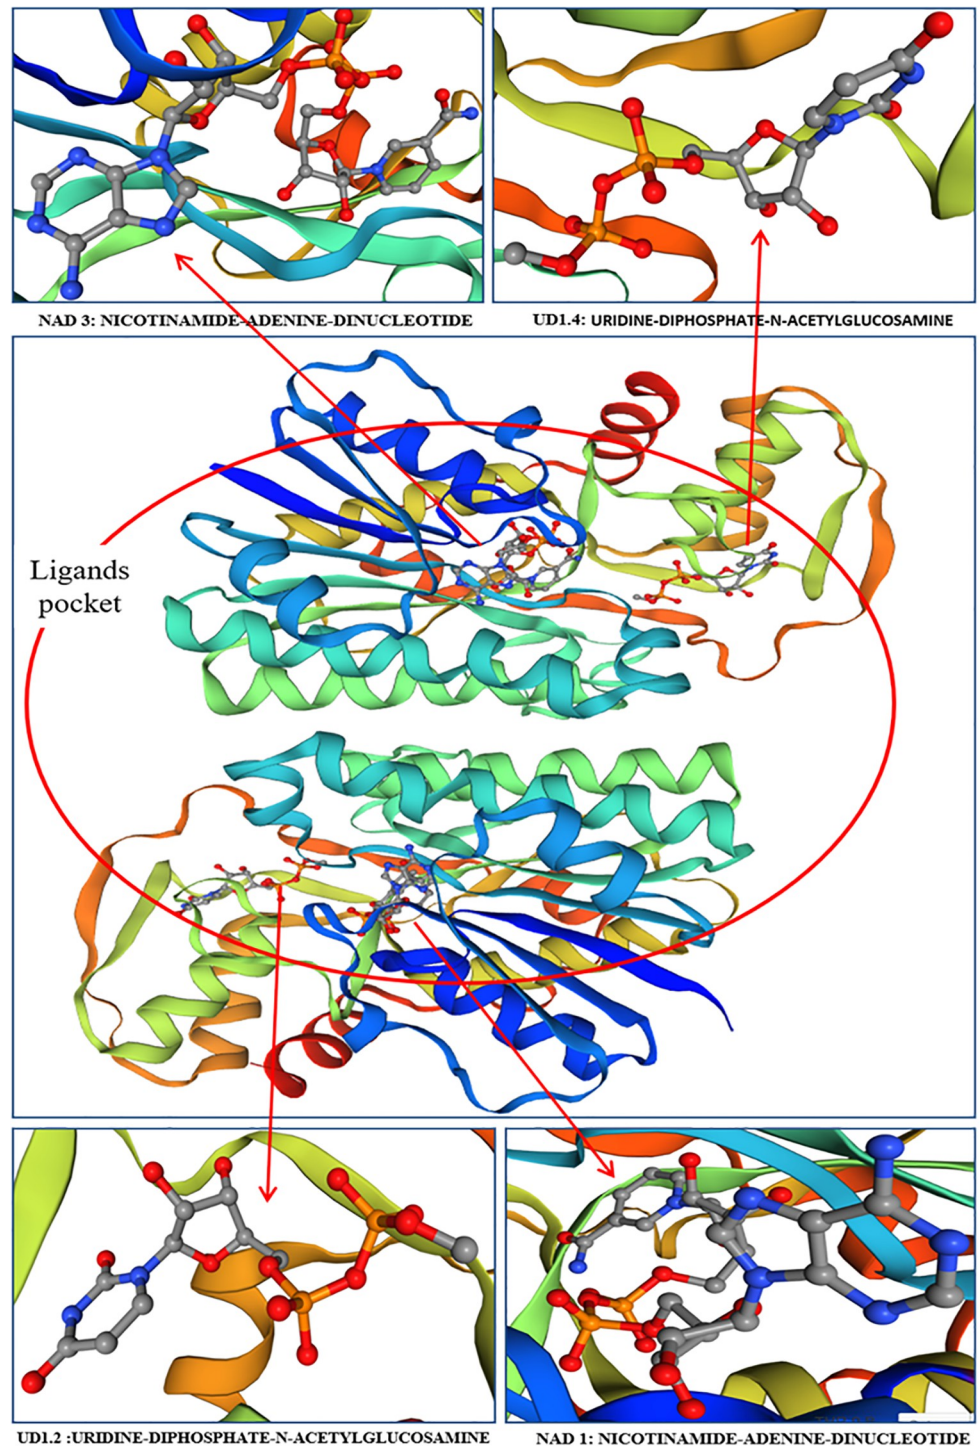 NAD 3: NICOTINAMIDE-ADENINE-DINUCLEOTIDE
UD1.4: URIDINE-DIPHOSPHATE-N-ACETYLGLUCOSAMINE
Ligands
pocket
UD1.2 :URIDINE-DIPHOSPHATE-N-ACETYLGLUCOSAMINE
NAD 1: NICOTINAMIDE-ADENINE-DINUCLEOTIDE